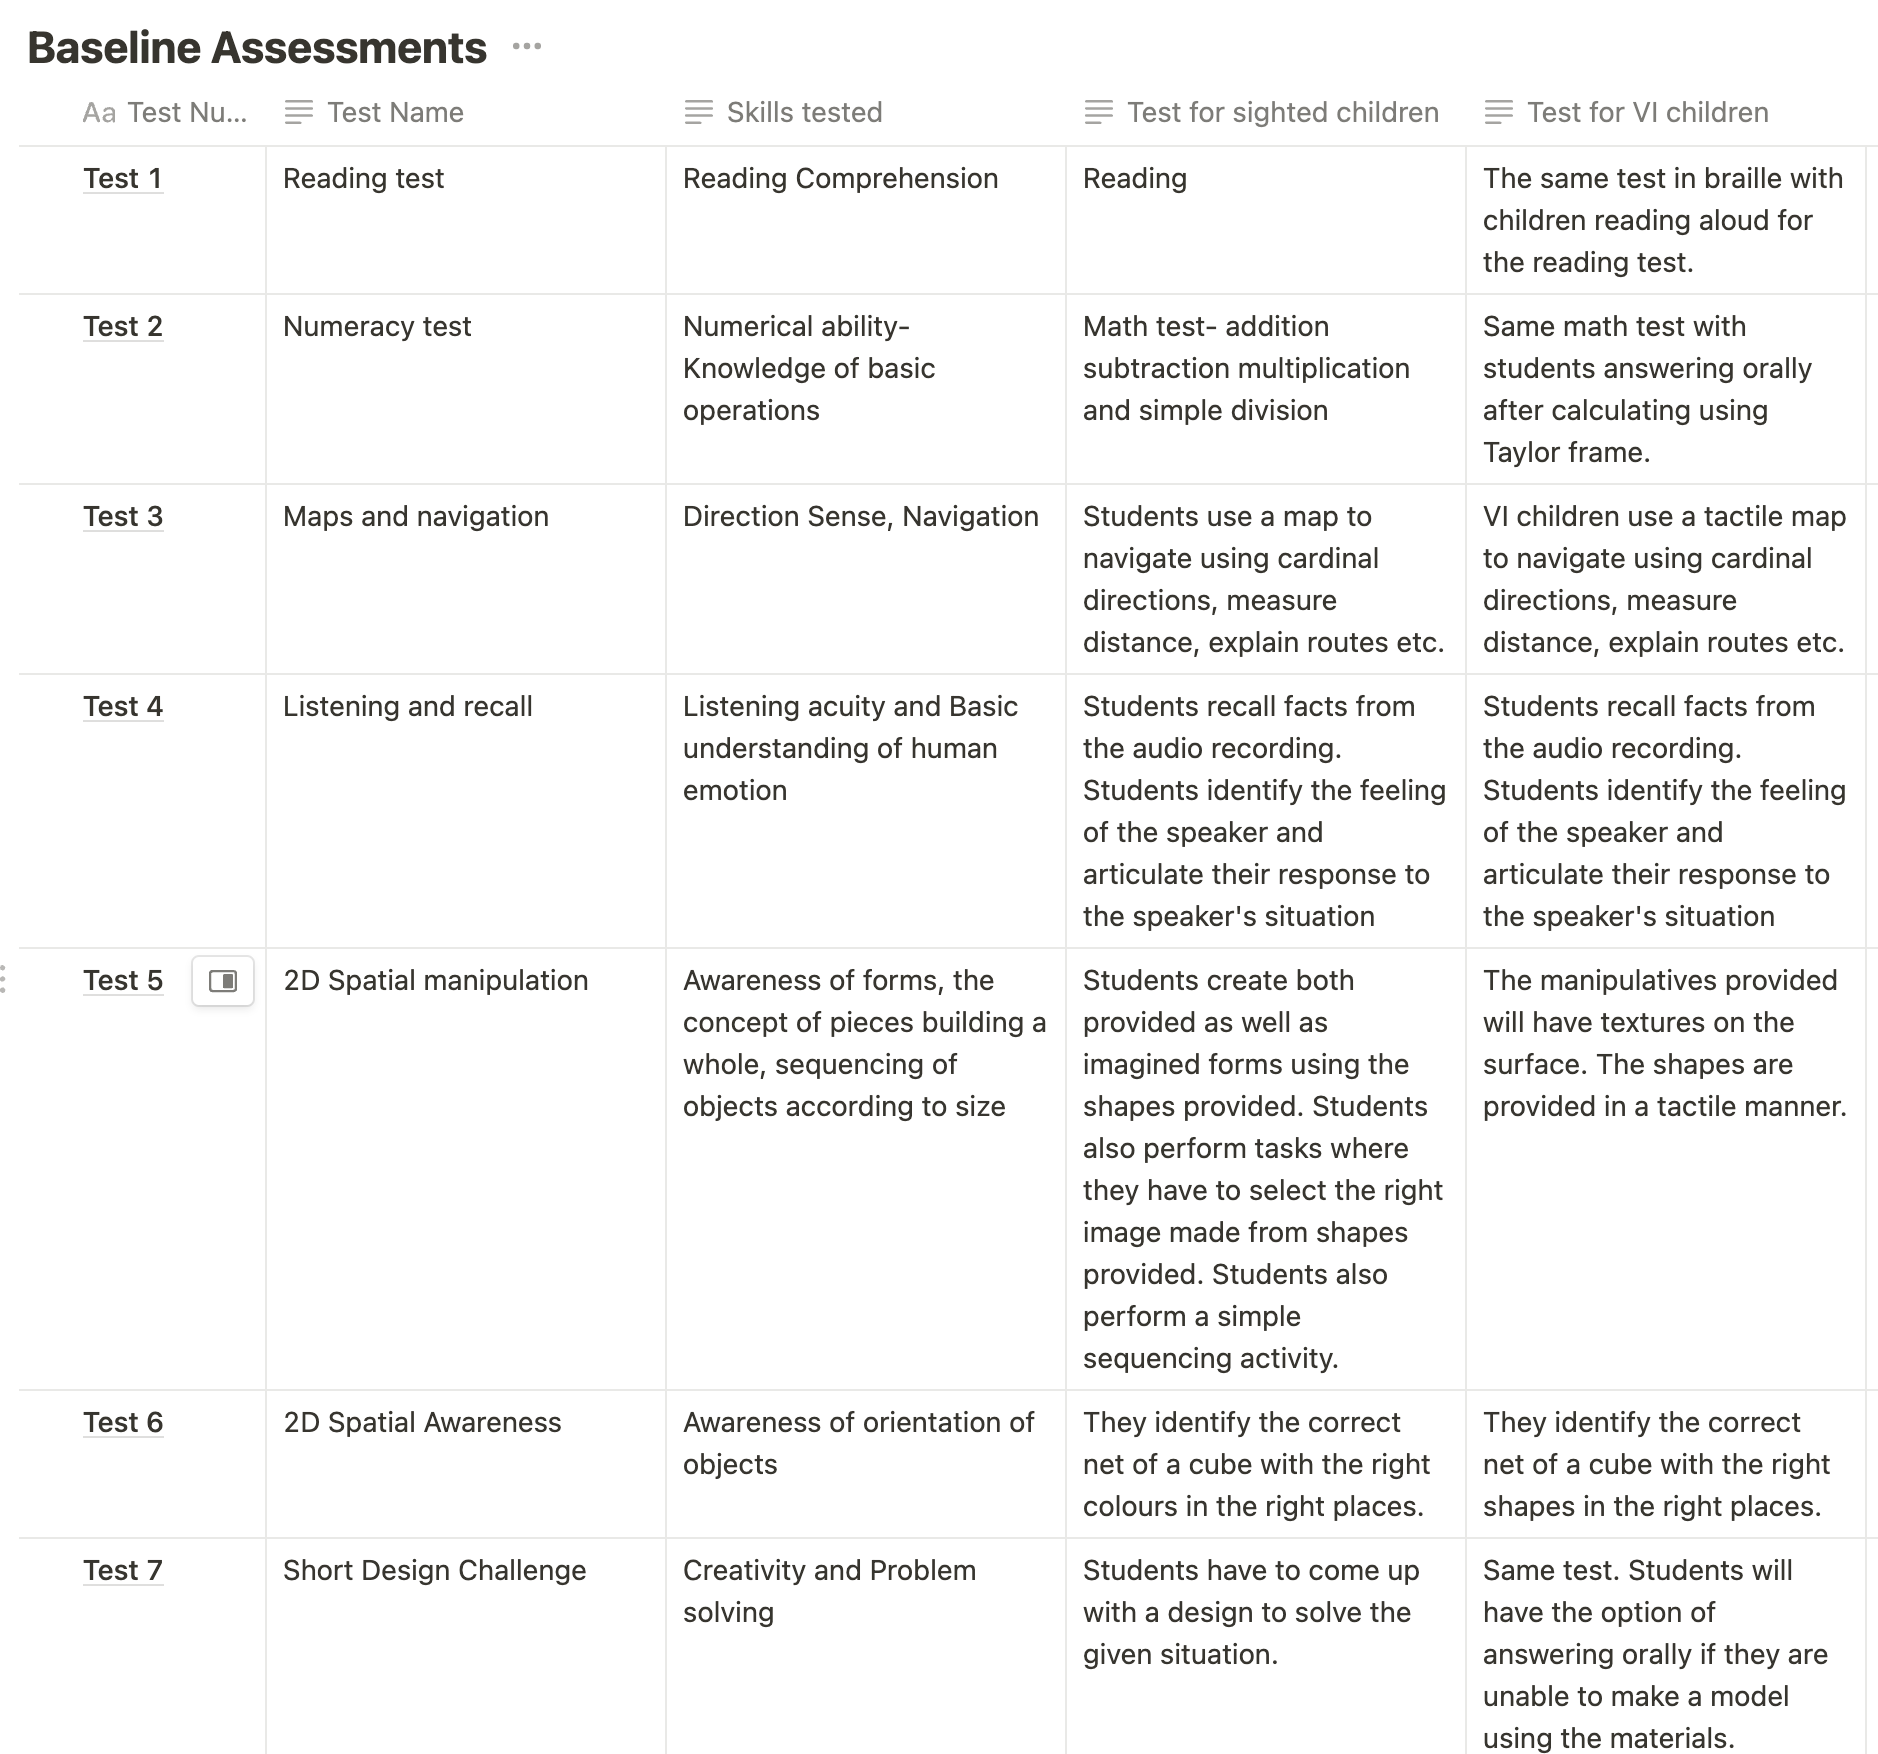 Baseline Assessments
Aa Test Nu... Test Name Skills tested Test for sighted children Test for VI children
Test 1
Reading test
Reading Comprehension
Reading
The same test in braille with
children reading aloud for
the reading test.
Test 2
Numeracy test
Numerical ability-
Knowledge of basic
operations
Math test- addition
subtraction multiplication
and simple division
Same math test with
students answering orally
after calculating using
Taylor frame.
Test 3
Maps and navigation
Direction Sense, Navigation
Students use a map to
navigate using cardinal
directions, measure
distance, explain routes etc.
VI children use a tactile map
to navigate using cardinal
directions, measure
distance, explain routes etc.
Test 4
Listening and recall
Listening acuity and Basic
understanding of human
emotion
Students recall facts from
the audio recording.
Students identify the feeling
of the speaker and
articulate their response to
the speaker's situation
Students recall facts from
the audio recording.
Students identify the feeling
of the speaker and
articulate their response to
the speaker's situation
Test 5
2D Spatial manipulation
Awareness of forms, the
concept of pieces building a
whole, sequencing of
objects according to size
Students create both
provided as well as
imagined forms using the
shapes provided. Students
also perform tasks where
they have to select the right
image made from shapes
provided. Students also
perform a simple
sequencing activity.
The manipulatives provided
will have textures on the
surface. The shapes are
provided in a tactile manner.
Test 6
2D Spatial Awareness
Awareness of orientation of
objects
They identify the correct
net of a cube with the right
colours in the right places.
They identify the correct
net of a cube with the right
shapes in the right places.
Test 7
Short Design Challenge
Creativity and Problem
solving
Students have to come up
with a design to solve the
given situation.
Same test. Students will
have the option of
answering orally if they are
unable to make a model
using the materials.